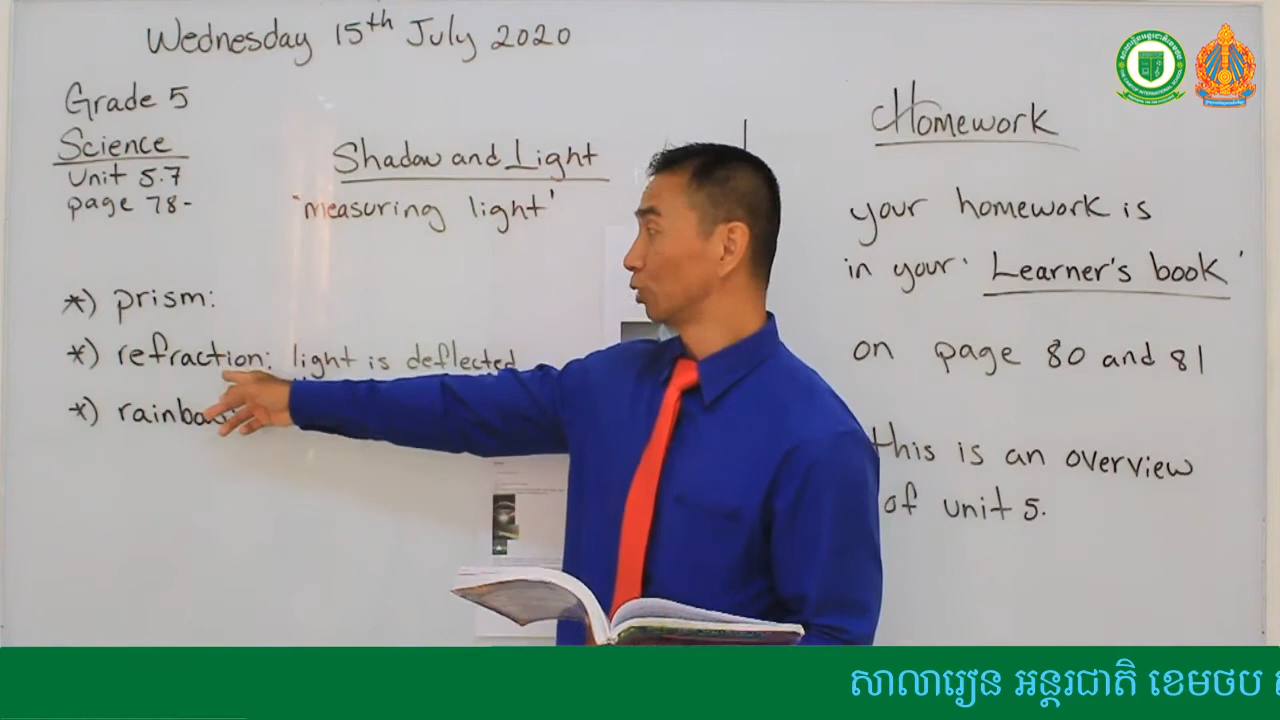 Wednesday 15th July 2020
Grade 5
Science
Unit 5.7
page 78-
Shadow and Light
'measuring light'
*) prism:
*) refraction: light is deflected
*) rainbow:
Homework
your homework is
in your 'Learner's book'
on page 80 and 81
this is an overview
of unit 5.
សាលារៀន អន្តរជាតិ ខេមថប